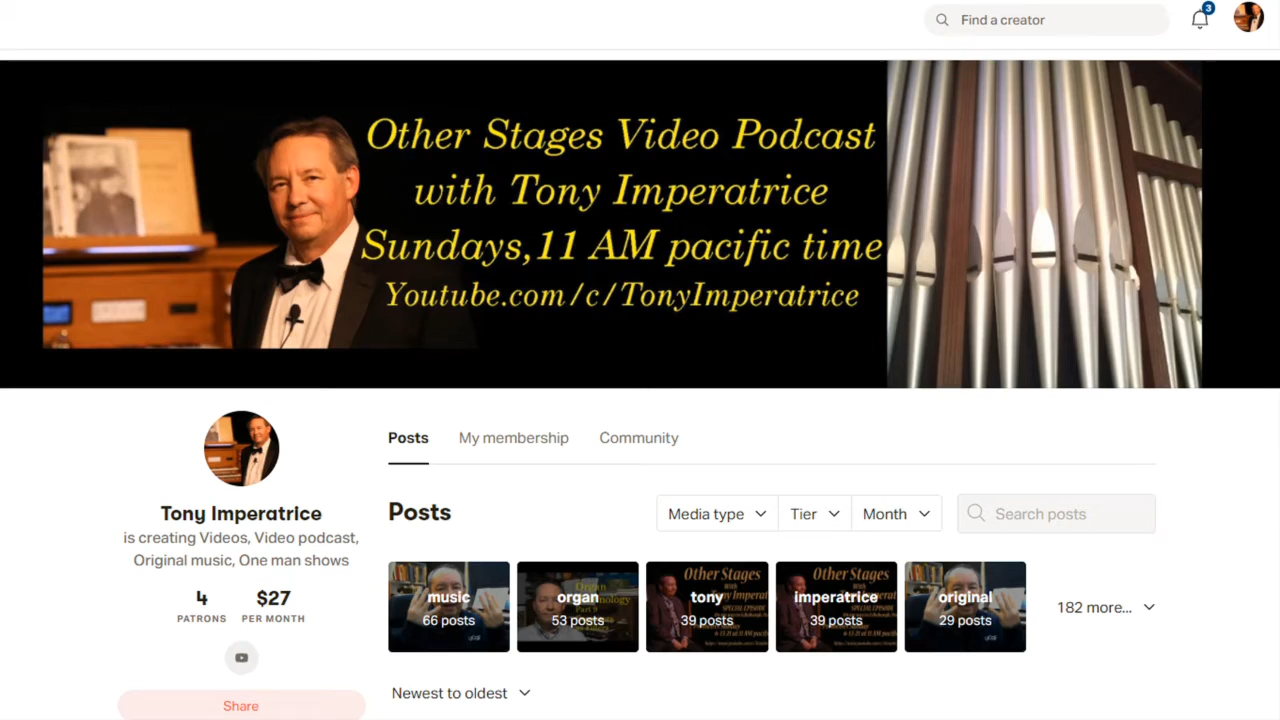 Find a creator
3
Other Stages Video Podcast
with Tony Imperatrice
Sundays,11 AM pacific time
Youtube.com/c/TonyImperatrice
Tony Imperatrice
is creating Videos, Video podcast,
Original music, One man shows
4
PATRONS
$27
PER MONTH
Share
Posts
My membership
Community
Posts
Media type
Tier
Month
Search posts
music
66 posts
organ
53 posts
tony
39 posts
imperatrice
39 posts
original
29 posts
182 more...
Newest to oldest
Other Stages
With
Other Stages
With